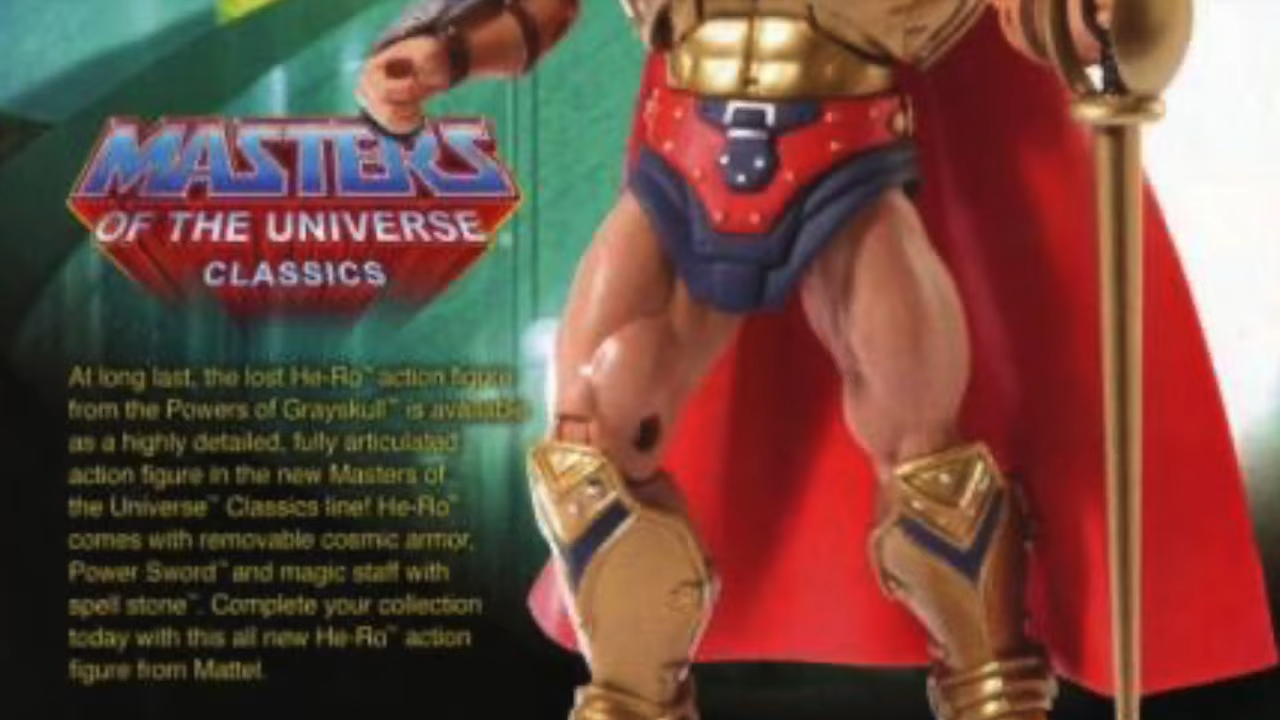 MASTERS
OF THE UNIVERSE
CLASSICS
At long last, the lost He-Ro™ action figure
from the Powers of Grayskull™ is available
as a highly detailed, fully articulated
action figure in the new Masters of
the Universe™ Classics line! He-Ro™
comes with removable cosmic armor,
Power Sword™ and magic staff with
spell stone™. Complete your collection
today with this all new He-Ro™ action
figure from Mattel.